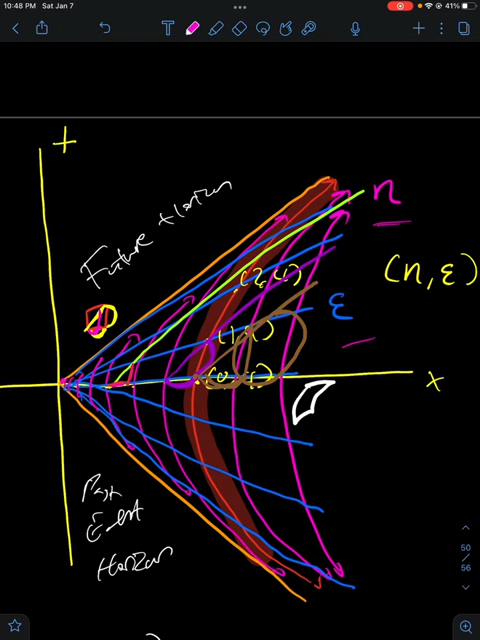 10:48 PM Sat Jan 7
41%
t
Future Horizon
η
(η, ξ)
(2, 1)
(1, 1)
ξ
(0, 1)
x
Past
Event
Horizon
50
56